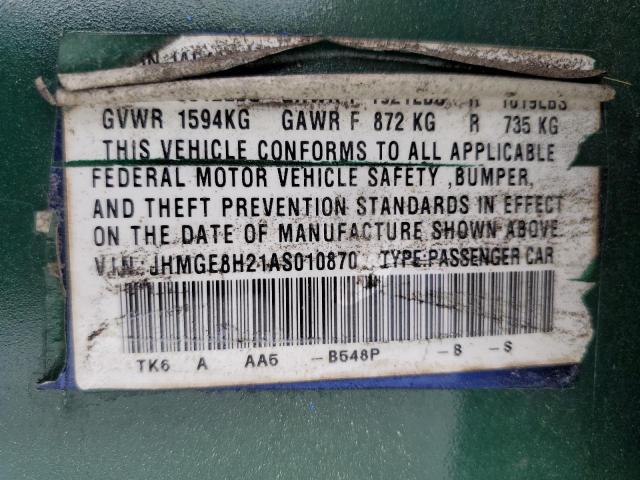 GVWR 1594KG GAWR F 872 KG R 735 KG
THIS VEHICLE CONFORMS TO ALL APPLICABLE
FEDERAL MOTOR VEHICLE SAFETY ,BUMPER,
AND THEFT PREVENTION STANDARDS IN EFFECT
ON THE DATE OF MANUFACTURE SHOWN ABOVE.
V.I.N.: JHMGE8H21AS010870 TYPE:PASSENGER CAR
TK6 A AA5 -B548P -8 -S